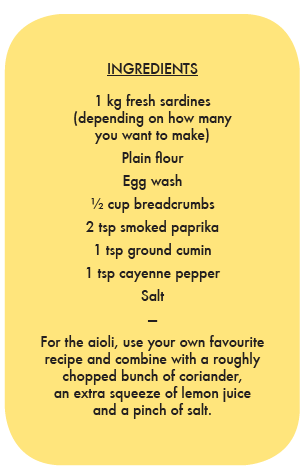 INGREDIENTS
1 kg fresh sardines
(depending on how many
you want to make)
Plain flour
Egg wash
½ cup breadcrumbs
2 tsp smoked paprika
1 tsp ground cumin
1 tsp cayenne pepper
Salt
—
For the aioli, use your own favourite
recipe and combine with a roughly
chopped bunch of coriander,
an extra squeeze of lemon juice
and a pinch of salt.